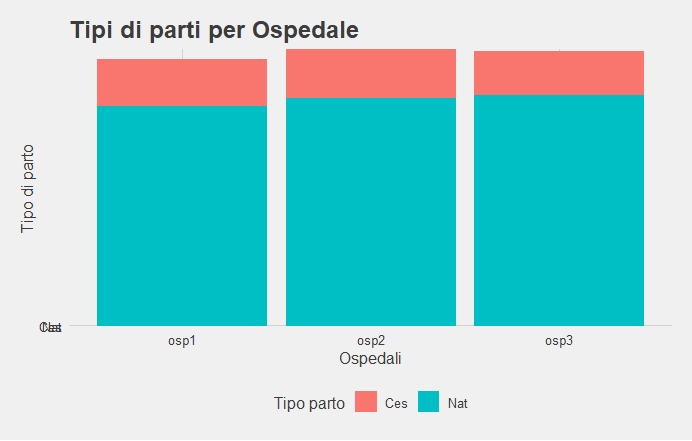 Tipi di parti per Ospedale
Tipo di parto
osp1 osp2 osp3
Ospedali
Tipo parto Ces Nat